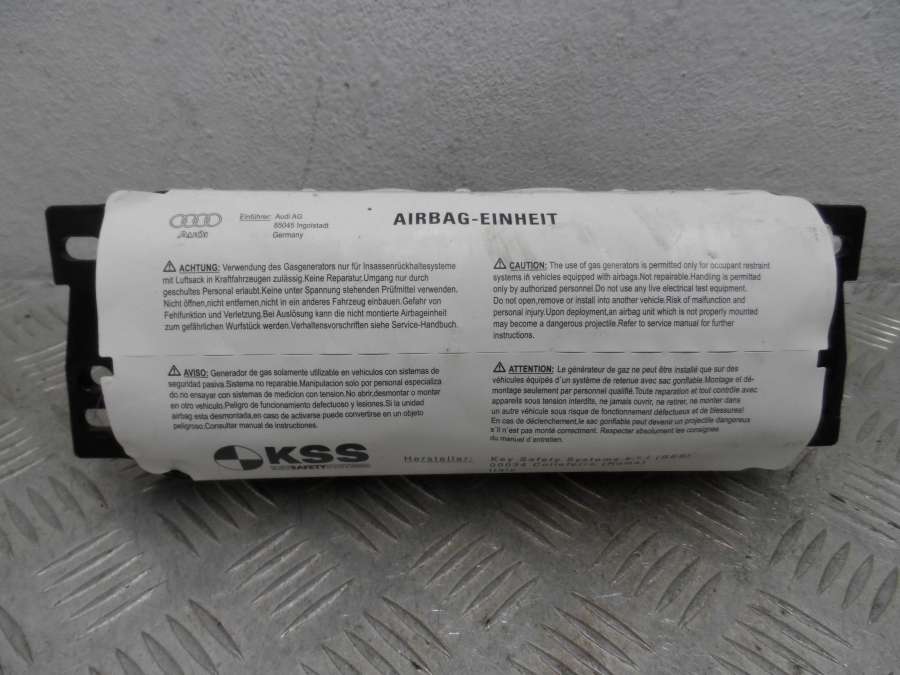 Audi
Einführer: Audi AG
85045 Ingolstadt
Germany
AIRBAG-EINHEIT
ACHTUNG: Verwendung des Gasgenerators nur für Insassenrückhaltesysteme
mit Luftsack in Kraftfahrzeugen zulässig.Keine Reparatur.Umgang nur durch
geschultes Personal erlaubt.Keine unter Spannung stehenden Prüfmittel verwenden.
Nicht öffnen,nicht entfernen,nicht in ein anderes Fahrzeug einbauen.Gefahr von
Fehlfunktion und Verletzung.Bei Auslösung kann die nicht montierte Airbageinheit
zum gefährlichen Wurfstück werden.Verhaltensvorschriften siehe Service-Handbuch.
CAUTION: The use of gas generators is permitted only for occupant restraint
systems in vehicles equipped with airbags.Not repairable.Handling is permitted
only by authorized personnel.Do not use any live electrical test equipment.
Do not open,remove or install into another vehicle.Risk of malfunction and
personal injury.Upon deployment,an airbag unit which is not properly mounted
may become a dangerous projectile.Refer to service manual for further
instructions.
AVISO: Generador de gas solamente utilizable en vehiculos con sistemas de
seguridad pasiva.Sistema no reparable.Manipulacion solo por personal especializa
do.no ensayar con sistemas de medicion con tension.No abrir,desmontar o montar
en otro vehiculo.Peligro de funcionamiento defectuoso y lesiones.Si la unidad
airbag esta desmontada,en caso de activarse puede convertirse en un objeto
peligroso.Consultar manual de instrucciones.
ATTENTION: Le générateur de gaz ne peut être installé que sur des
véhicules équipés d'un système de retenue avec sac gonflable.Montage et dé-
montage seulement par personnel qualifié.Toute reparation et tout contrôle avec
appareils sous tension interdits, ne jamais ouvrir, ne retirer, ne monter dans
un autre véhicule sous risque de fonctionnement défectueux et de blessures!
En cas de déclenchement,le sac gonflable peut devenir un projectile dangereux
s'il n'est pas monté correctement. Respecter absolument les consignes
du manuel d'entretien.
KSS
KEY SAFETY SYSTEMS
Hersteller: Key Safety Systems s.r.l
00034 Colleferro (Roma)
Italy